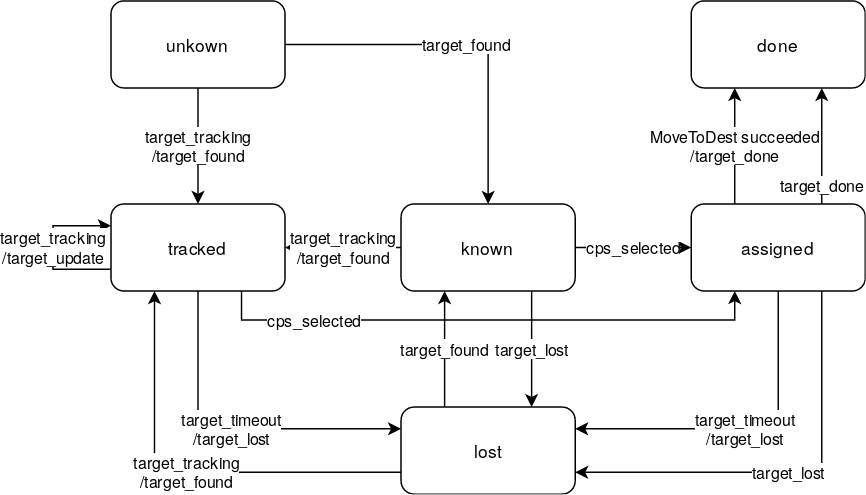 unkown
done
target_found
target_tracking
/target_found
MoveToDest succeeded
/target_done
target_done
tracked
known
assigned
target_tracking
/target_update
target_tracking
/target_found
cps_selected
cps_selected
target_found
target_lost
target_timeout
/target_lost
target_timeout
/target_lost
lost
target_tracking
/target_found
target_lost